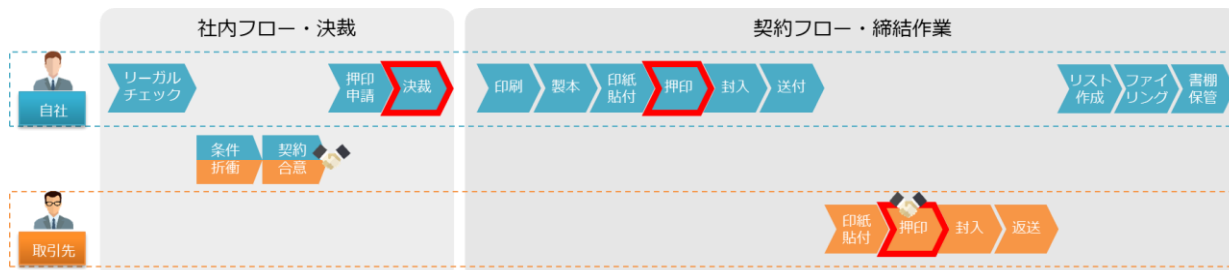 社内フロー・決裁
契約フロー・締結作業
自社
リーガル
チェック
押印
申請
決裁
印刷
製本
印紙
貼付
押印
封入
送付
リスト
作成
ファイ
リング
書棚
保管
条件
折衝
契約
合意
取引先
印紙
貼付
押印
封入
返送